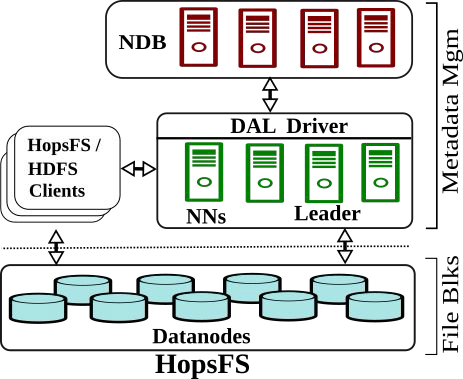 NDB
Metadata Mgm
DAL Driver
HopsFS /
HDFS
Clients
NNs
Leader
File Blks
Datanodes
HopsFS